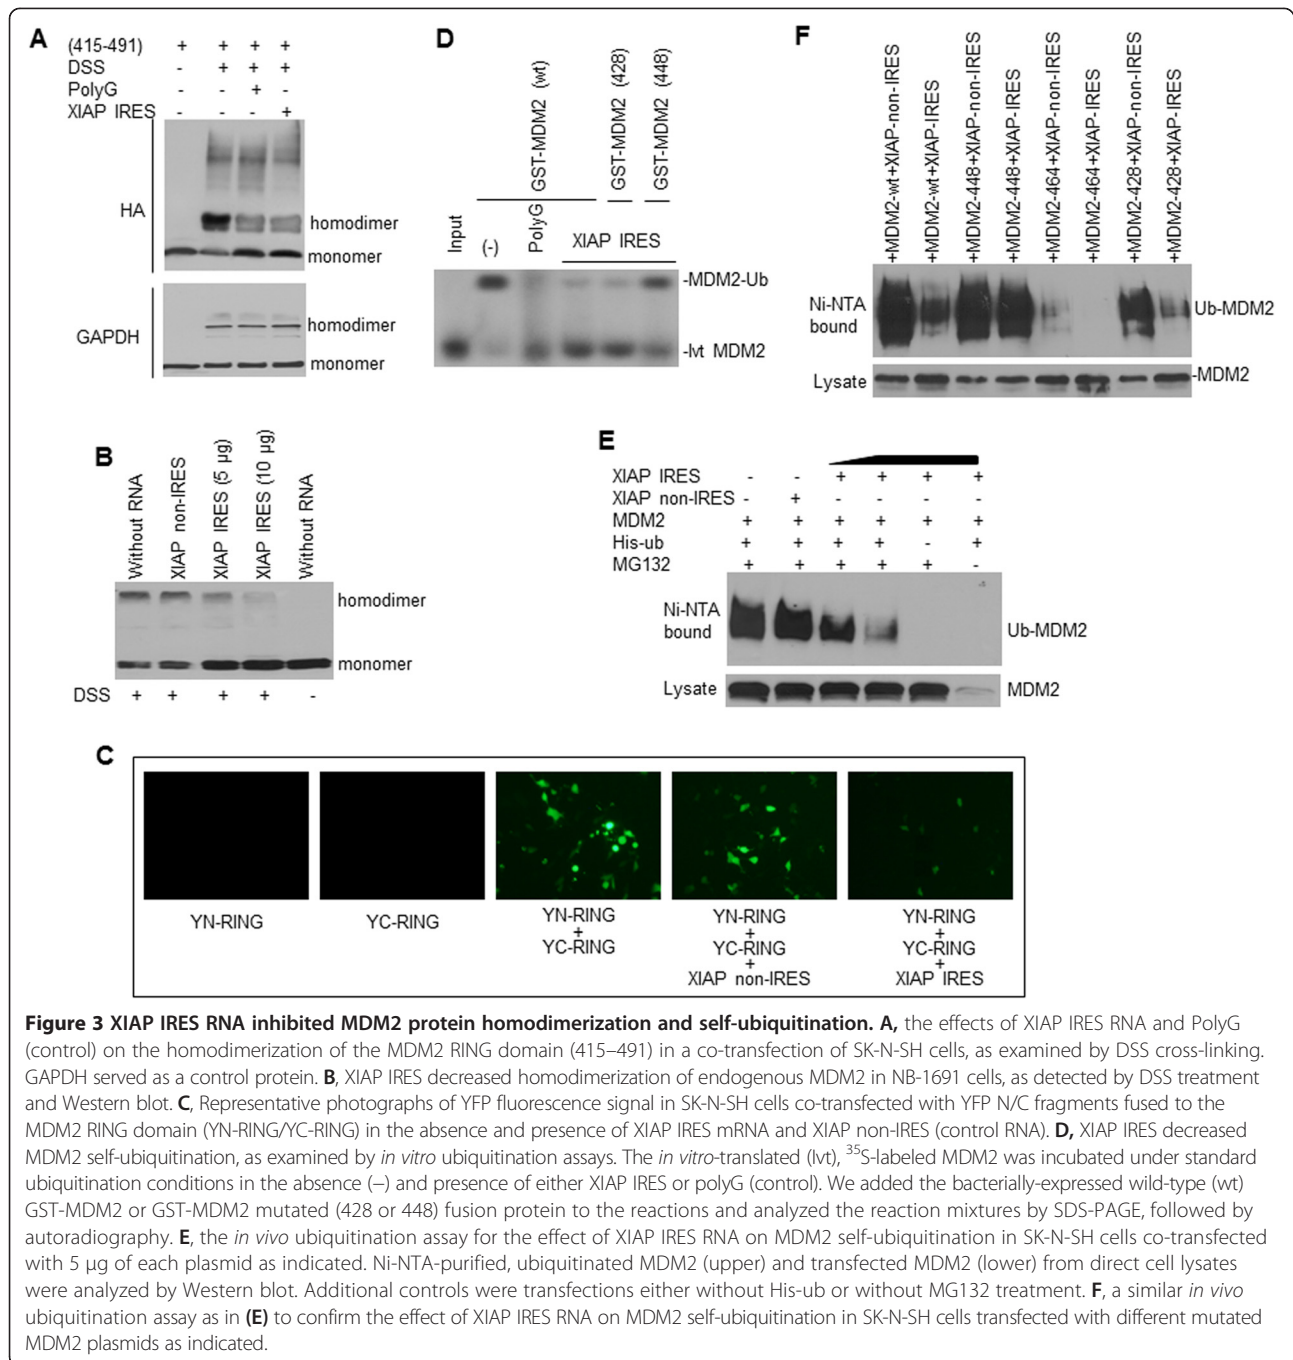 A
(415-491) + + + +
DSS - + + +
PolyG - - + -
XIAP IRES - - - +
HA
homodimer
monomer
GAPDH
homodimer
monomer
D
Input
(-)
PolyG
GST-MDM2 (wt)
GST-MDM2 (428)
GST-MDM2 (448)
XIAP IRES
-MDM2-Ub
-Ivt MDM2
F
+MDM2-wt+XIAP-non-IRES
+MDM2-wt+XIAP-IRES
+MDM2-448+XIAP-non-IRES
+MDM2-448+XIAP-IRES
+MDM2-464+XIAP-non-IRES
+MDM2-464+XIAP-IRES
+MDM2-428+XIAP-non-IRES
+MDM2-428+XIAP-IRES
Ni-NTA
bound
Ub-MDM2
Lysate
-MDM2
B
Without RNA
XIAP non-IRES
XIAP IRES (5 µg)
XIAP IRES (10 µg)
Without RNA
homodimer
monomer
DSS + + + + -
E
XIAP IRES - - + + + +
XIAP non-IRES - + - - - -
MDM2 + + + + + +
His-ub + + + + - +
MG132 + + + + + -
Ni-NTA
bound
Ub-MDM2
Lysate
MDM2
C
YN-RING
YC-RING
YN-RING
+
YC-RING
YN-RING
+
YC-RING
+
XIAP non-IRES
YN-RING
+
YC-RING
+
XIAP IRES
Figure 3 XIAP IRES RNA inhibited MDM2 protein homodimerization and self-ubiquitination. A, the effects of XIAP IRES RNA and PolyG
(control) on the homodimerization of the MDM2 RING domain (415–491) in a co-transfection of SK-N-SH cells, as examined by DSS cross-linking.
GAPDH served as a control protein. B, XIAP IRES decreased homodimerization of endogenous MDM2 in NB-1691 cells, as detected by DSS treatment
and Western blot. C, Representative photographs of YFP fluorescence signal in SK-N-SH cells co-transfected with YFP N/C fragments fused to the
MDM2 RING domain (YN-RING/YC-RING) in the absence and presence of XIAP IRES mRNA and XIAP non-IRES (control RNA). D, XIAP IRES decreased
MDM2 self-ubiquitination, as examined by in vitro ubiquitination assays. The in vitro-translated (Ivt), ³⁵S-labeled MDM2 was incubated under standard
ubiquitination conditions in the absence (−) and presence of either XIAP IRES or polyG (control). We added the bacterially-expressed wild-type (wt)
GST-MDM2 or GST-MDM2 mutated (428 or 448) fusion protein to the reactions and analyzed the reaction mixtures by SDS-PAGE, followed by
autoradiography. E, the in vivo ubiquitination assay for the effect of XIAP IRES RNA on MDM2 self-ubiquitination in SK-N-SH cells co-transfected
with 5 µg of each plasmid as indicated. Ni-NTA-purified, ubiquitinated MDM2 (upper) and transfected MDM2 (lower) from direct cell lysates
were analyzed by Western blot. Additional controls were transfections either without His-ub or without MG132 treatment. F, a similar in vivo
ubiquitination assay as in (E) to confirm the effect of XIAP IRES RNA on MDM2 self-ubiquitination in SK-N-SH cells transfected with different mutated
MDM2 plasmids as indicated.